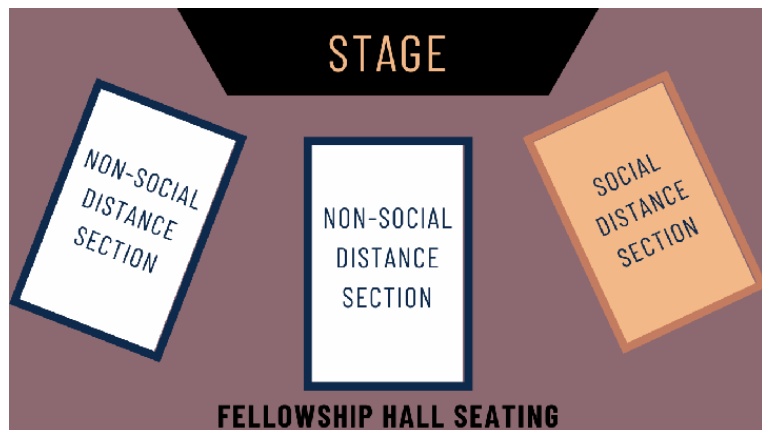 STAGE
NON-SOCIAL
DISTANCE
SECTION
NON-SOCIAL
DISTANCE
SECTION
SOCIAL
DISTANCE
SECTION
FELLOWSHIP HALL SEATING